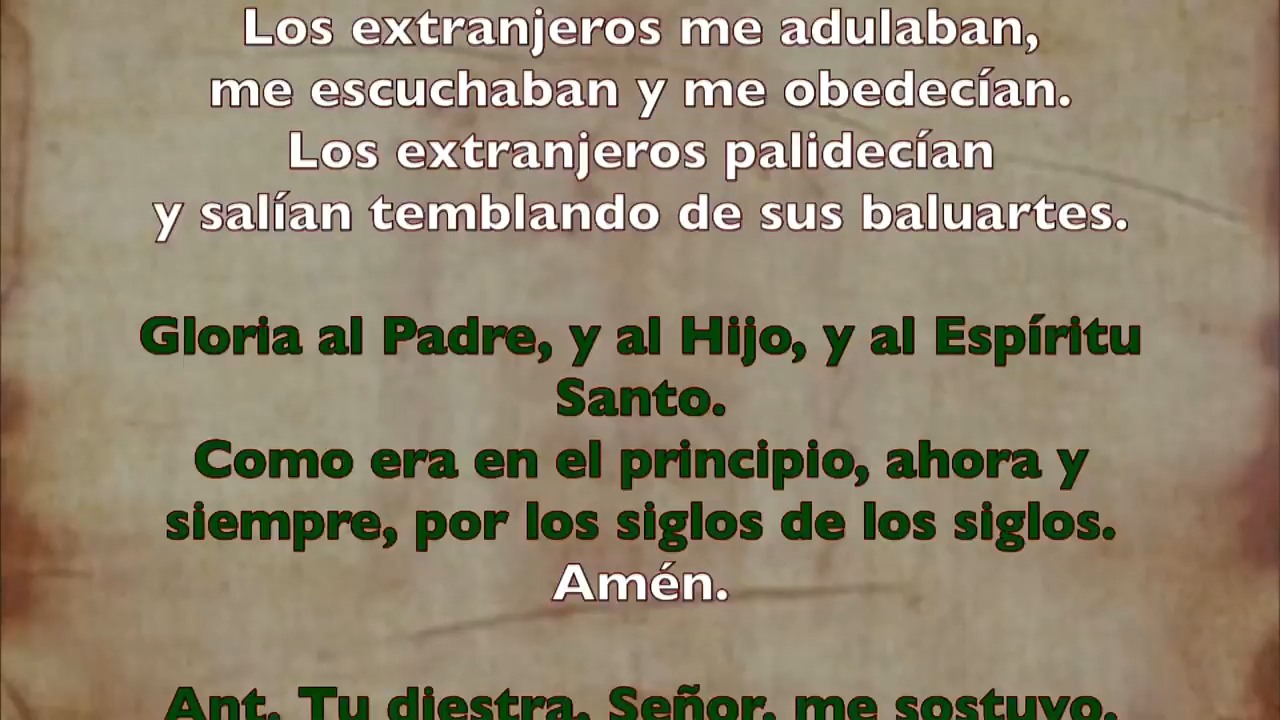 Los extranjeros me adulaban,
me escuchaban y me obedecían.
Los extranjeros palidecían
y salían temblando de sus baluartes.
Gloria al Padre, y al Hijo, y al Espíritu
Santo.
Como era en el principio, ahora y
siempre, por los siglos de los siglos.
Amén.
Ant. Tu diestra, Señor, me sostuvo.